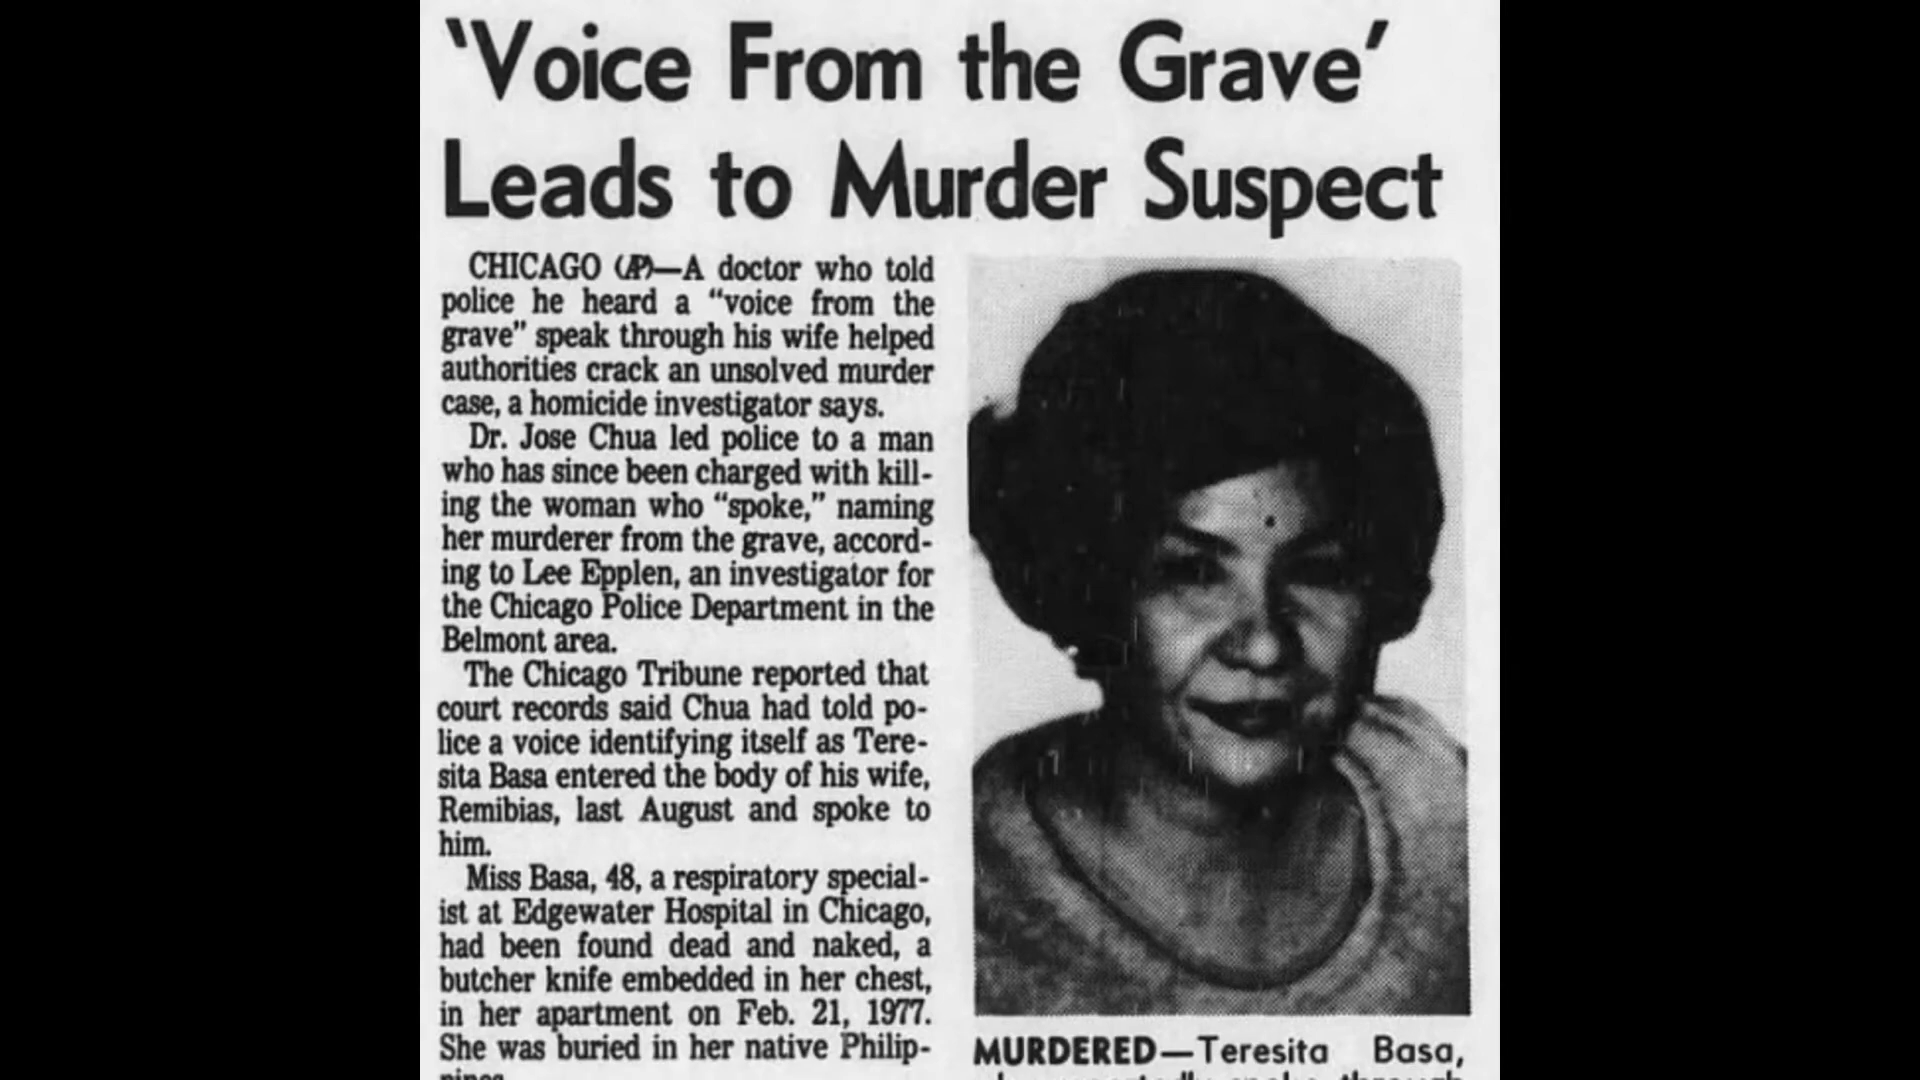 ‘Voice From the Grave’
Leads to Murder Suspect
CHICAGO (AP)—A doctor who told
police he heard a “voice from the
grave” speak through his wife helped
authorities crack an unsolved murder
case, a homicide investigator says.
Dr. Jose Chua led police to a man
who has since been charged with kill-
ing the woman who “spoke,” naming
her murderer from the grave, accord-
ing to Lee Epplen, an investigator for
the Chicago Police Department in the
Belmont area.
The Chicago Tribune reported that
court records said Chua had told po-
lice a voice identifying itself as Tere-
sita Basa entered the body of his wife,
Remibias, last August and spoke to
him.
Miss Basa, 48, a respiratory special-
ist at Edgewater Hospital in Chicago,
had been found dead and naked, a
butcher knife embedded in her chest,
in her apartment on Feb. 21, 1977.
She was buried in her native Philip-
MURDERED—Teresita Basa,